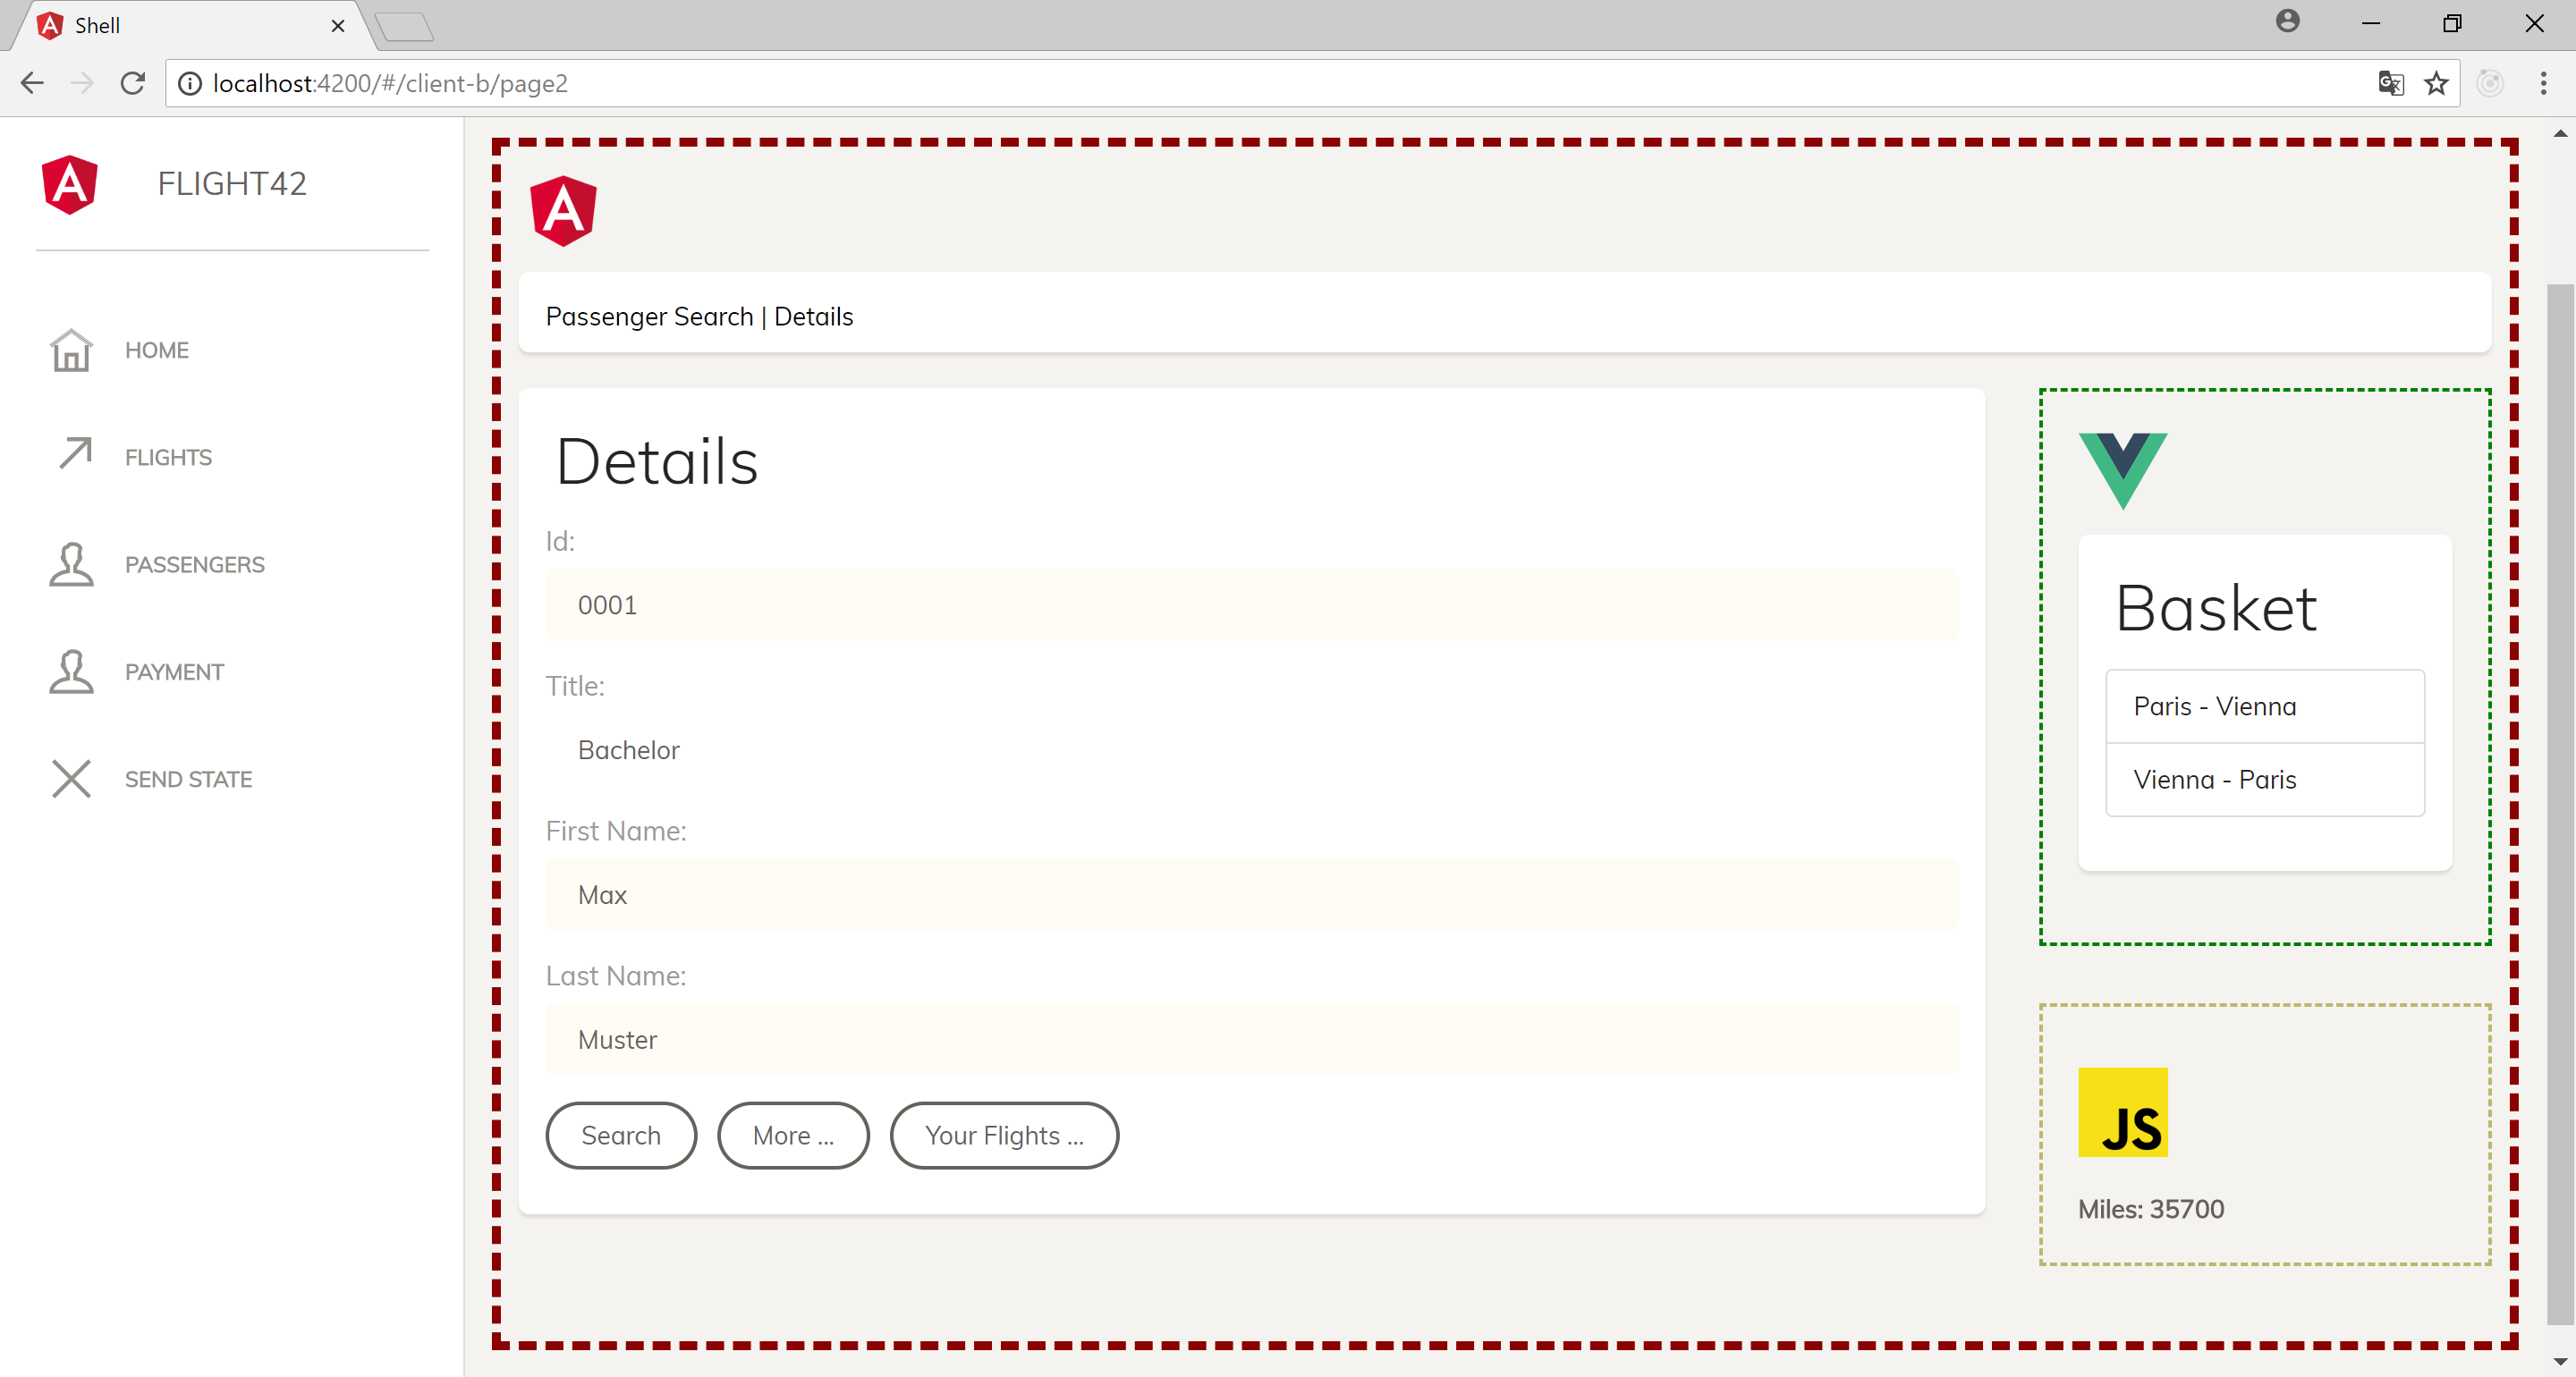 Shell
localhost:4200/#/client-b/page2
FLIGHT42
HOME
FLIGHTS
PASSENGERS
PAYMENT
SEND STATE
Passenger Search | Details
Details
Id:
0001
Title:
Bachelor
First Name:
Max
Last Name:
Muster
Search More ... Your Flights ...
Basket
Paris - Vienna
Vienna - Paris
JS
Miles: 35700